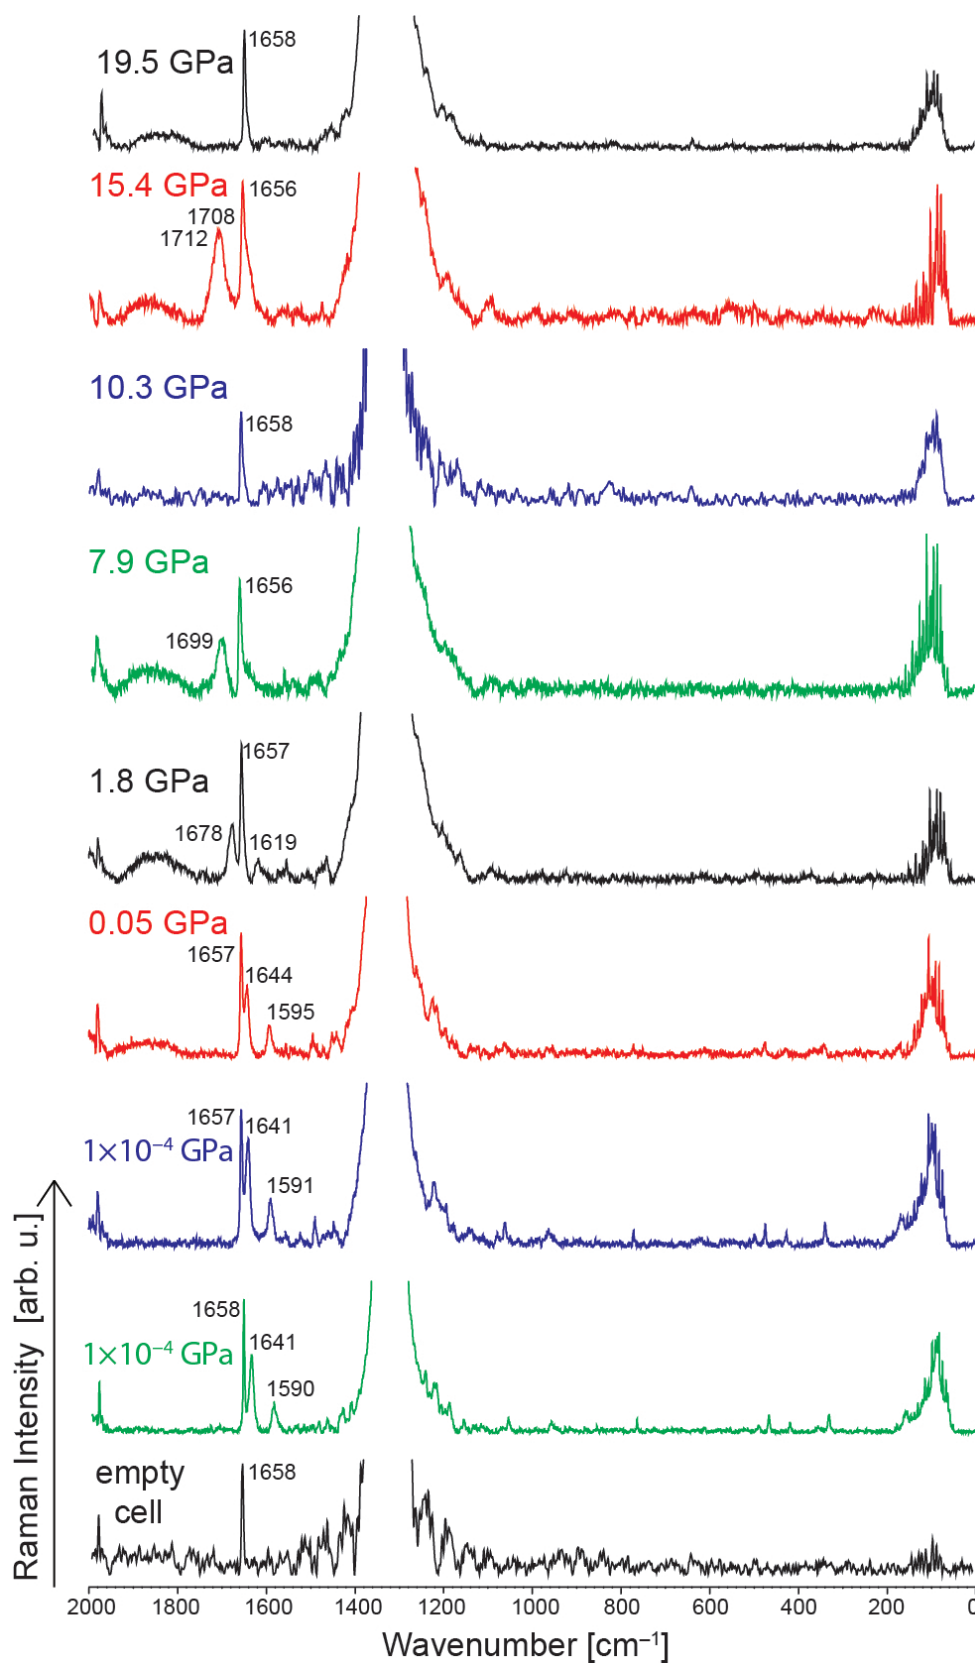 1658
19.5 GPa
15.4 GPa
1656
1708
1712
10.3 GPa
1658
7.9 GPa
1656
1699
1657
1.8 GPa
1678
1619
0.05 GPa
1657
1644
1595
1657
1641
1×10⁻⁴ GPa
1591
1658
1641
1×10⁻⁴ GPa
1590
empty
cell
1658
Raman Intensity [arb. u.]
2000 1800 1600 1400 1200 1000 800 600 400 200 0
Wavenumber [cm⁻¹]